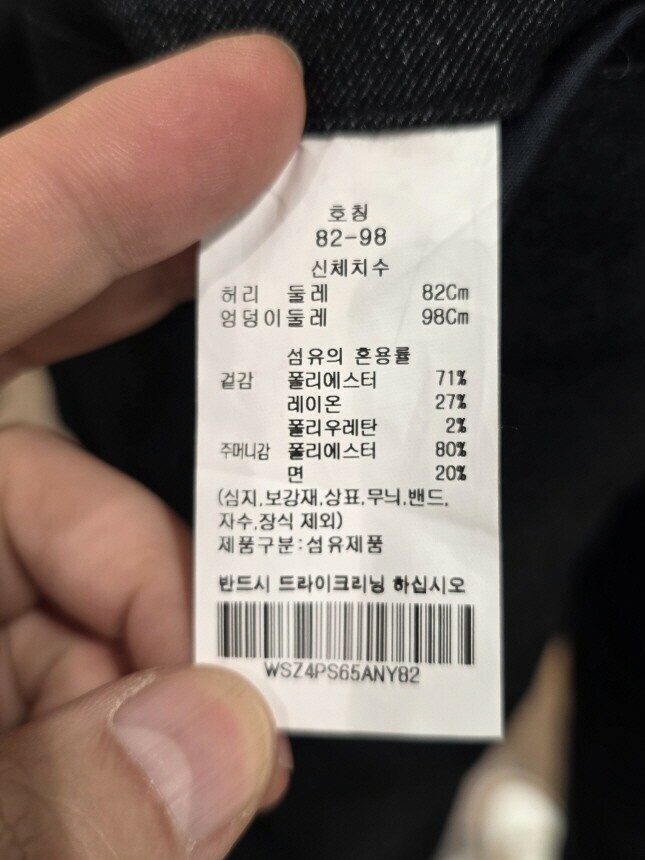 호칭
82-98
신체치수
허리 둘레 82Cm
엉덩이둘레 98Cm
섬유의 혼용률
겉감 폴리에스터 71%
레이온 27%
폴리우레탄 2%
주머니감 폴리에스터 80%
면 20%
(심지,보강재,상표,무늬,밴드,
자수,장식 제외)
제품구분:섬유제품
반드시 드라이크리닝 하십시오
WSZ4PS65ANY82